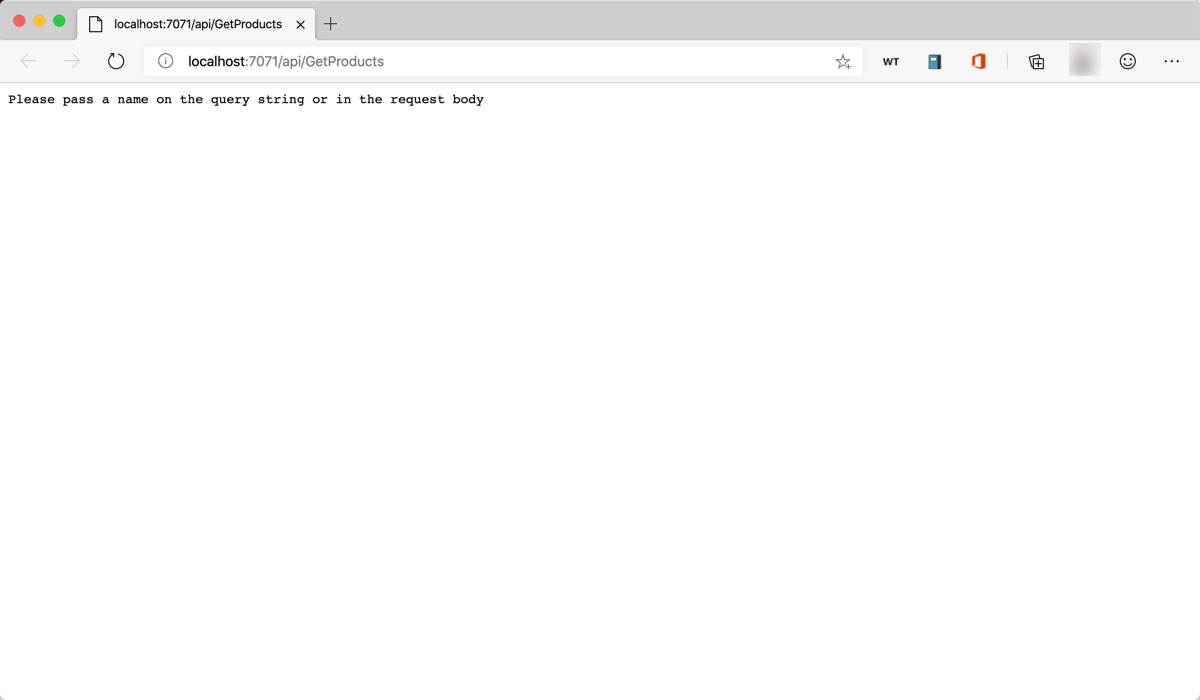 localhost:7071/api/GetProducts
localhost:7071/api/GetProducts
WT
Please pass a name on the query string or in the request body